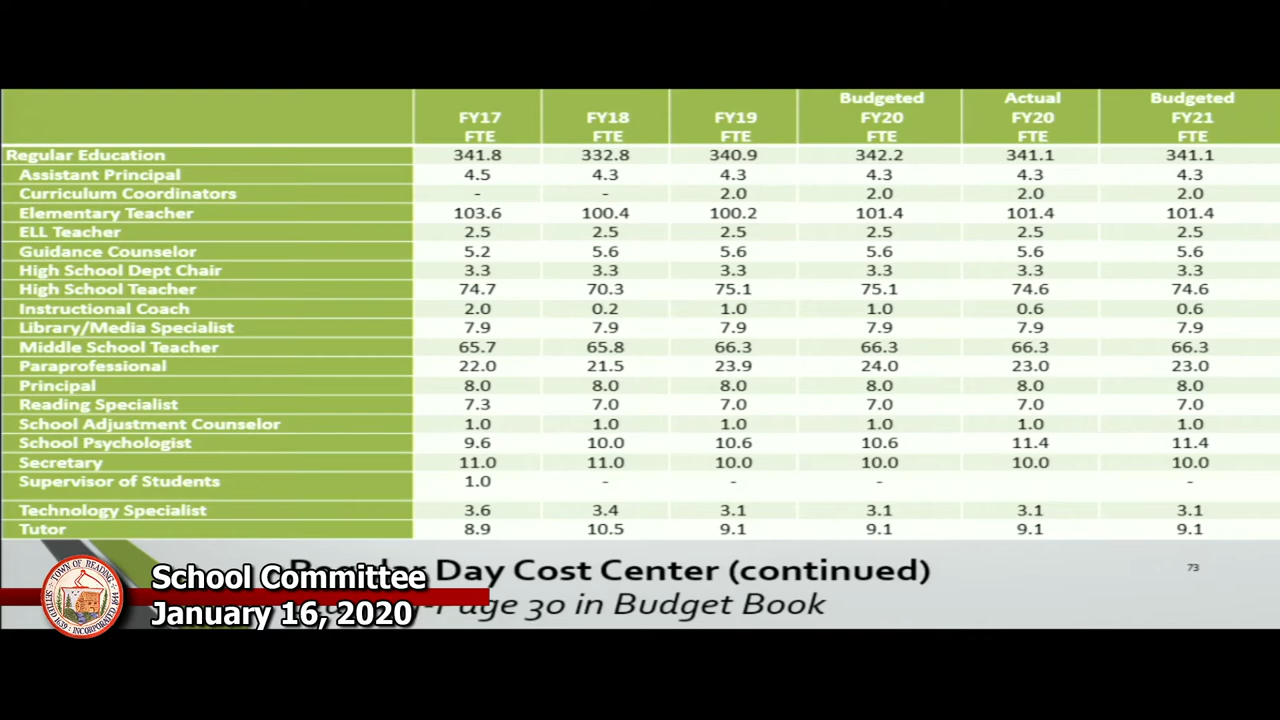 Budgeted Actual Budgeted
FY17 FY18 FY19 FY20 FY20 FY21
FTE FTE FTE FTE FTE FTE
Regular Education 341.8 332.8 340.9 342.2 341.1 341.1
Assistant Principal 4.5 4.3 4.3 4.3 4.3 4.3
Curriculum Coordinators - - 2.0 2.0 2.0 2.0
Elementary Teacher 103.6 100.4 100.2 101.4 101.4 101.4
ELL Teacher 2.5 2.5 2.5 2.5 2.5 2.5
Guidance Counselor 5.2 5.6 5.6 5.6 5.6 5.6
High School Dept Chair 3.3 3.3 3.3 3.3 3.3 3.3
High School Teacher 74.7 70.3 75.1 75.1 74.6 74.6
Instructional Coach 2.0 0.2 1.0 1.0 0.6 0.6
Library/Media Specialist 7.9 7.9 7.9 7.9 7.9 7.9
Middle School Teacher 65.7 65.8 66.3 66.3 66.3 66.3
Paraprofessional 22.0 21.5 23.9 24.0 23.0 23.0
Principal 8.0 8.0 8.0 8.0 8.0 8.0
Reading Specialist 7.3 7.0 7.0 7.0 7.0 7.0
School Adjustment Counselor 1.0 1.0 1.0 1.0 1.0 1.0
School Psychologist 9.6 10.0 10.6 10.6 11.4 11.4
Secretary 11.0 11.0 10.0 10.0 10.0 10.0
Supervisor of Students 1.0 - - - -
Technology Specialist 3.6 3.4 3.1 3.1 3.1 3.1
Tutor 8.9 10.5 9.1 9.1 9.1 9.1
Day Cost Center (continued) 73
Page 30 in Budget Book
School Committee
January 16, 2020
TOWN OF READING
SETTLED 1639 INCORPORATED 1644